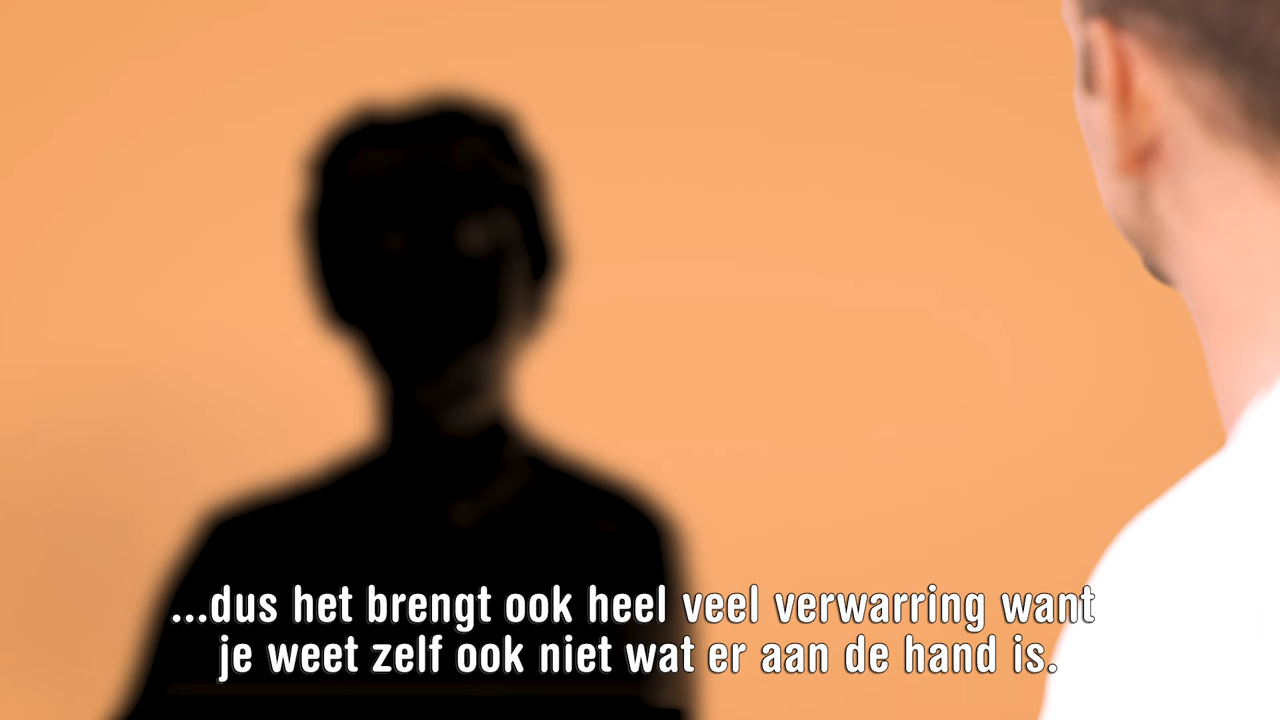 ...dus het brengt ook heel veel verwarring want
je weet zelf ook niet wat er aan de hand is.